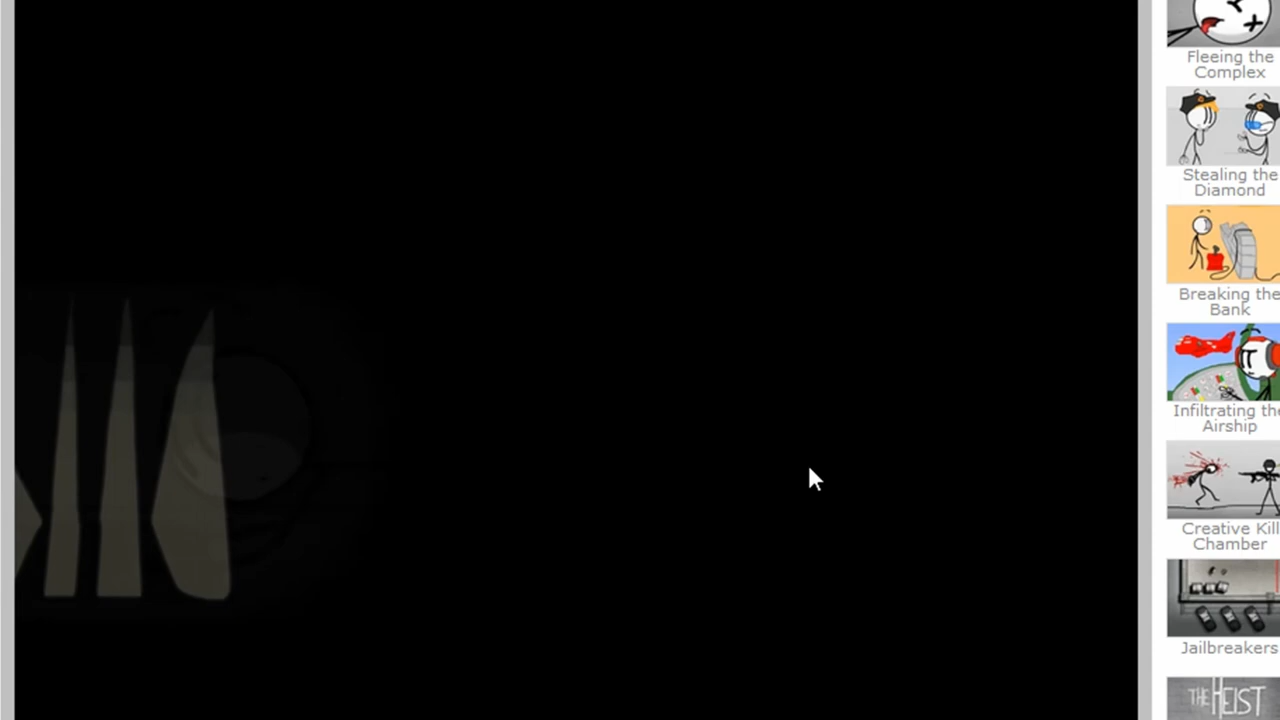 Fleeing the
Complex
Stealing the
Diamond
Breaking the
Bank
Infiltrating the
Airship
Creative Kill
Chamber
Jailbreakers
THE HEIST